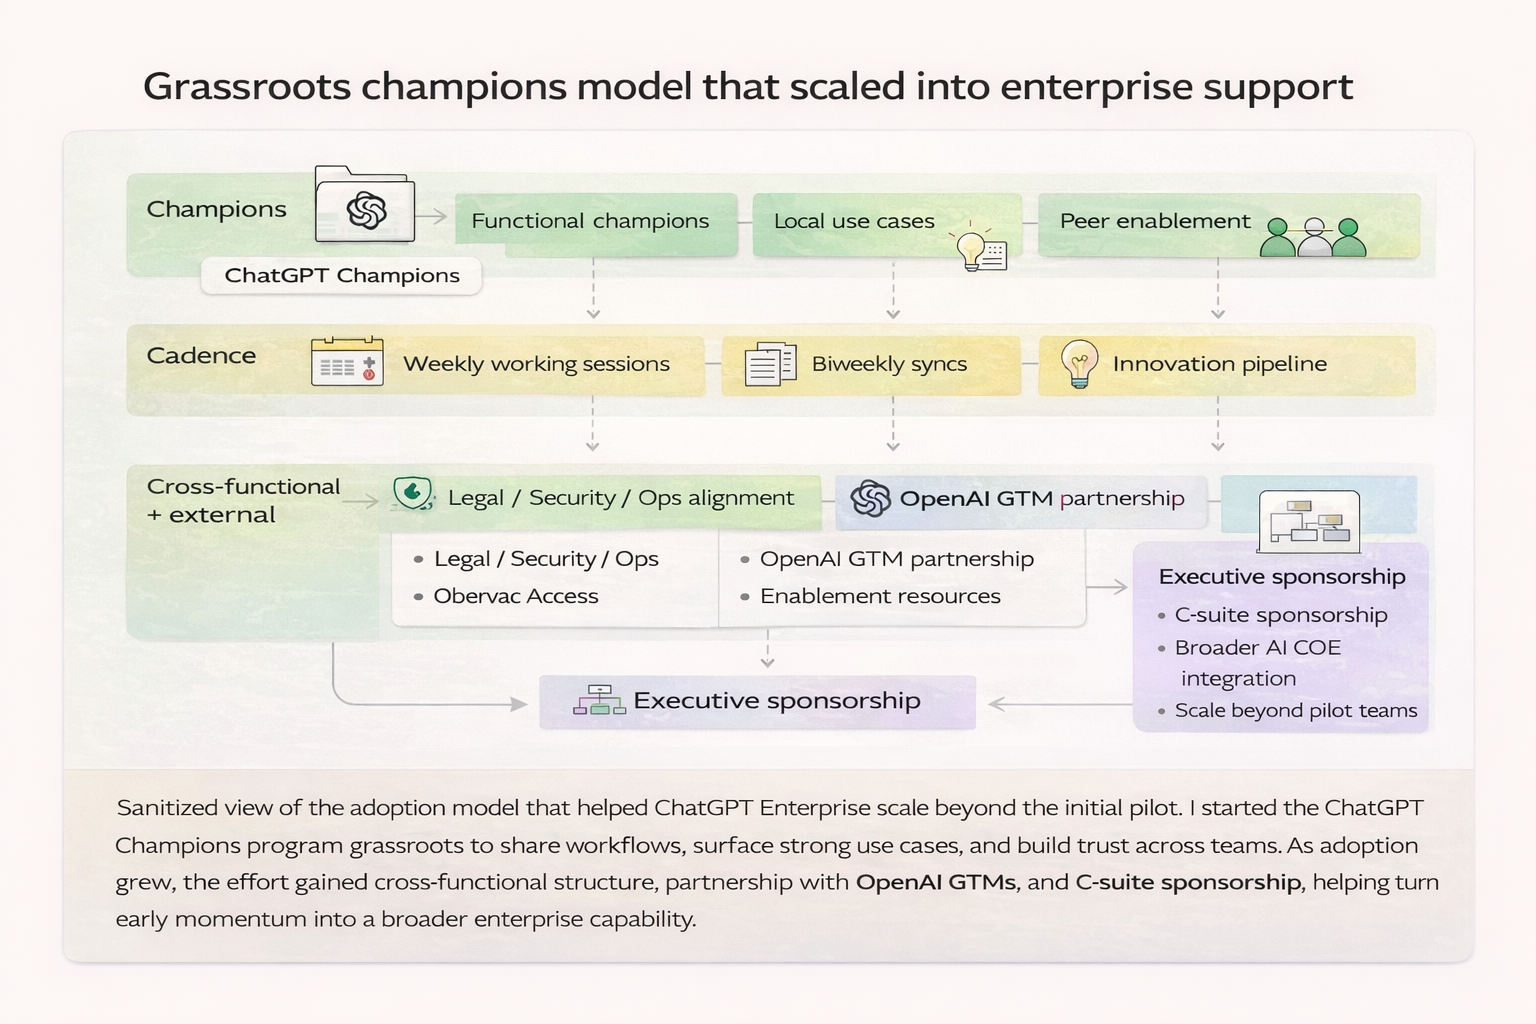 Grassroots champions model that scaled into enterprise support
Champions
ChatGPT Champions
Functional champions
Local use cases
Peer enablement
Cadence
Weekly working sessions
Biweekly syncs
Innovation pipeline
Cross-functional
+ external
Legal / Security / Ops alignment
OpenAI GTM partnership
• Legal / Security / Ops
• Obervac Access
• OpenAI GTM partnership
• Enablement resources
Executive sponsorship
• C-suite sponsorship
• Broader AI COE
integration
• Scale beyond pilot teams
Executive sponsorship
Sanitized view of the adoption model that helped ChatGPT Enterprise scale beyond the initial pilot. I started the ChatGPT
Champions program grassroots to share workflows, surface strong use cases, and build trust across teams. As adoption
grew, the effort gained cross-functional structure, partnership with OpenAI GTMs, and C-suite sponsorship, helping turn
early momentum into a broader enterprise capability.